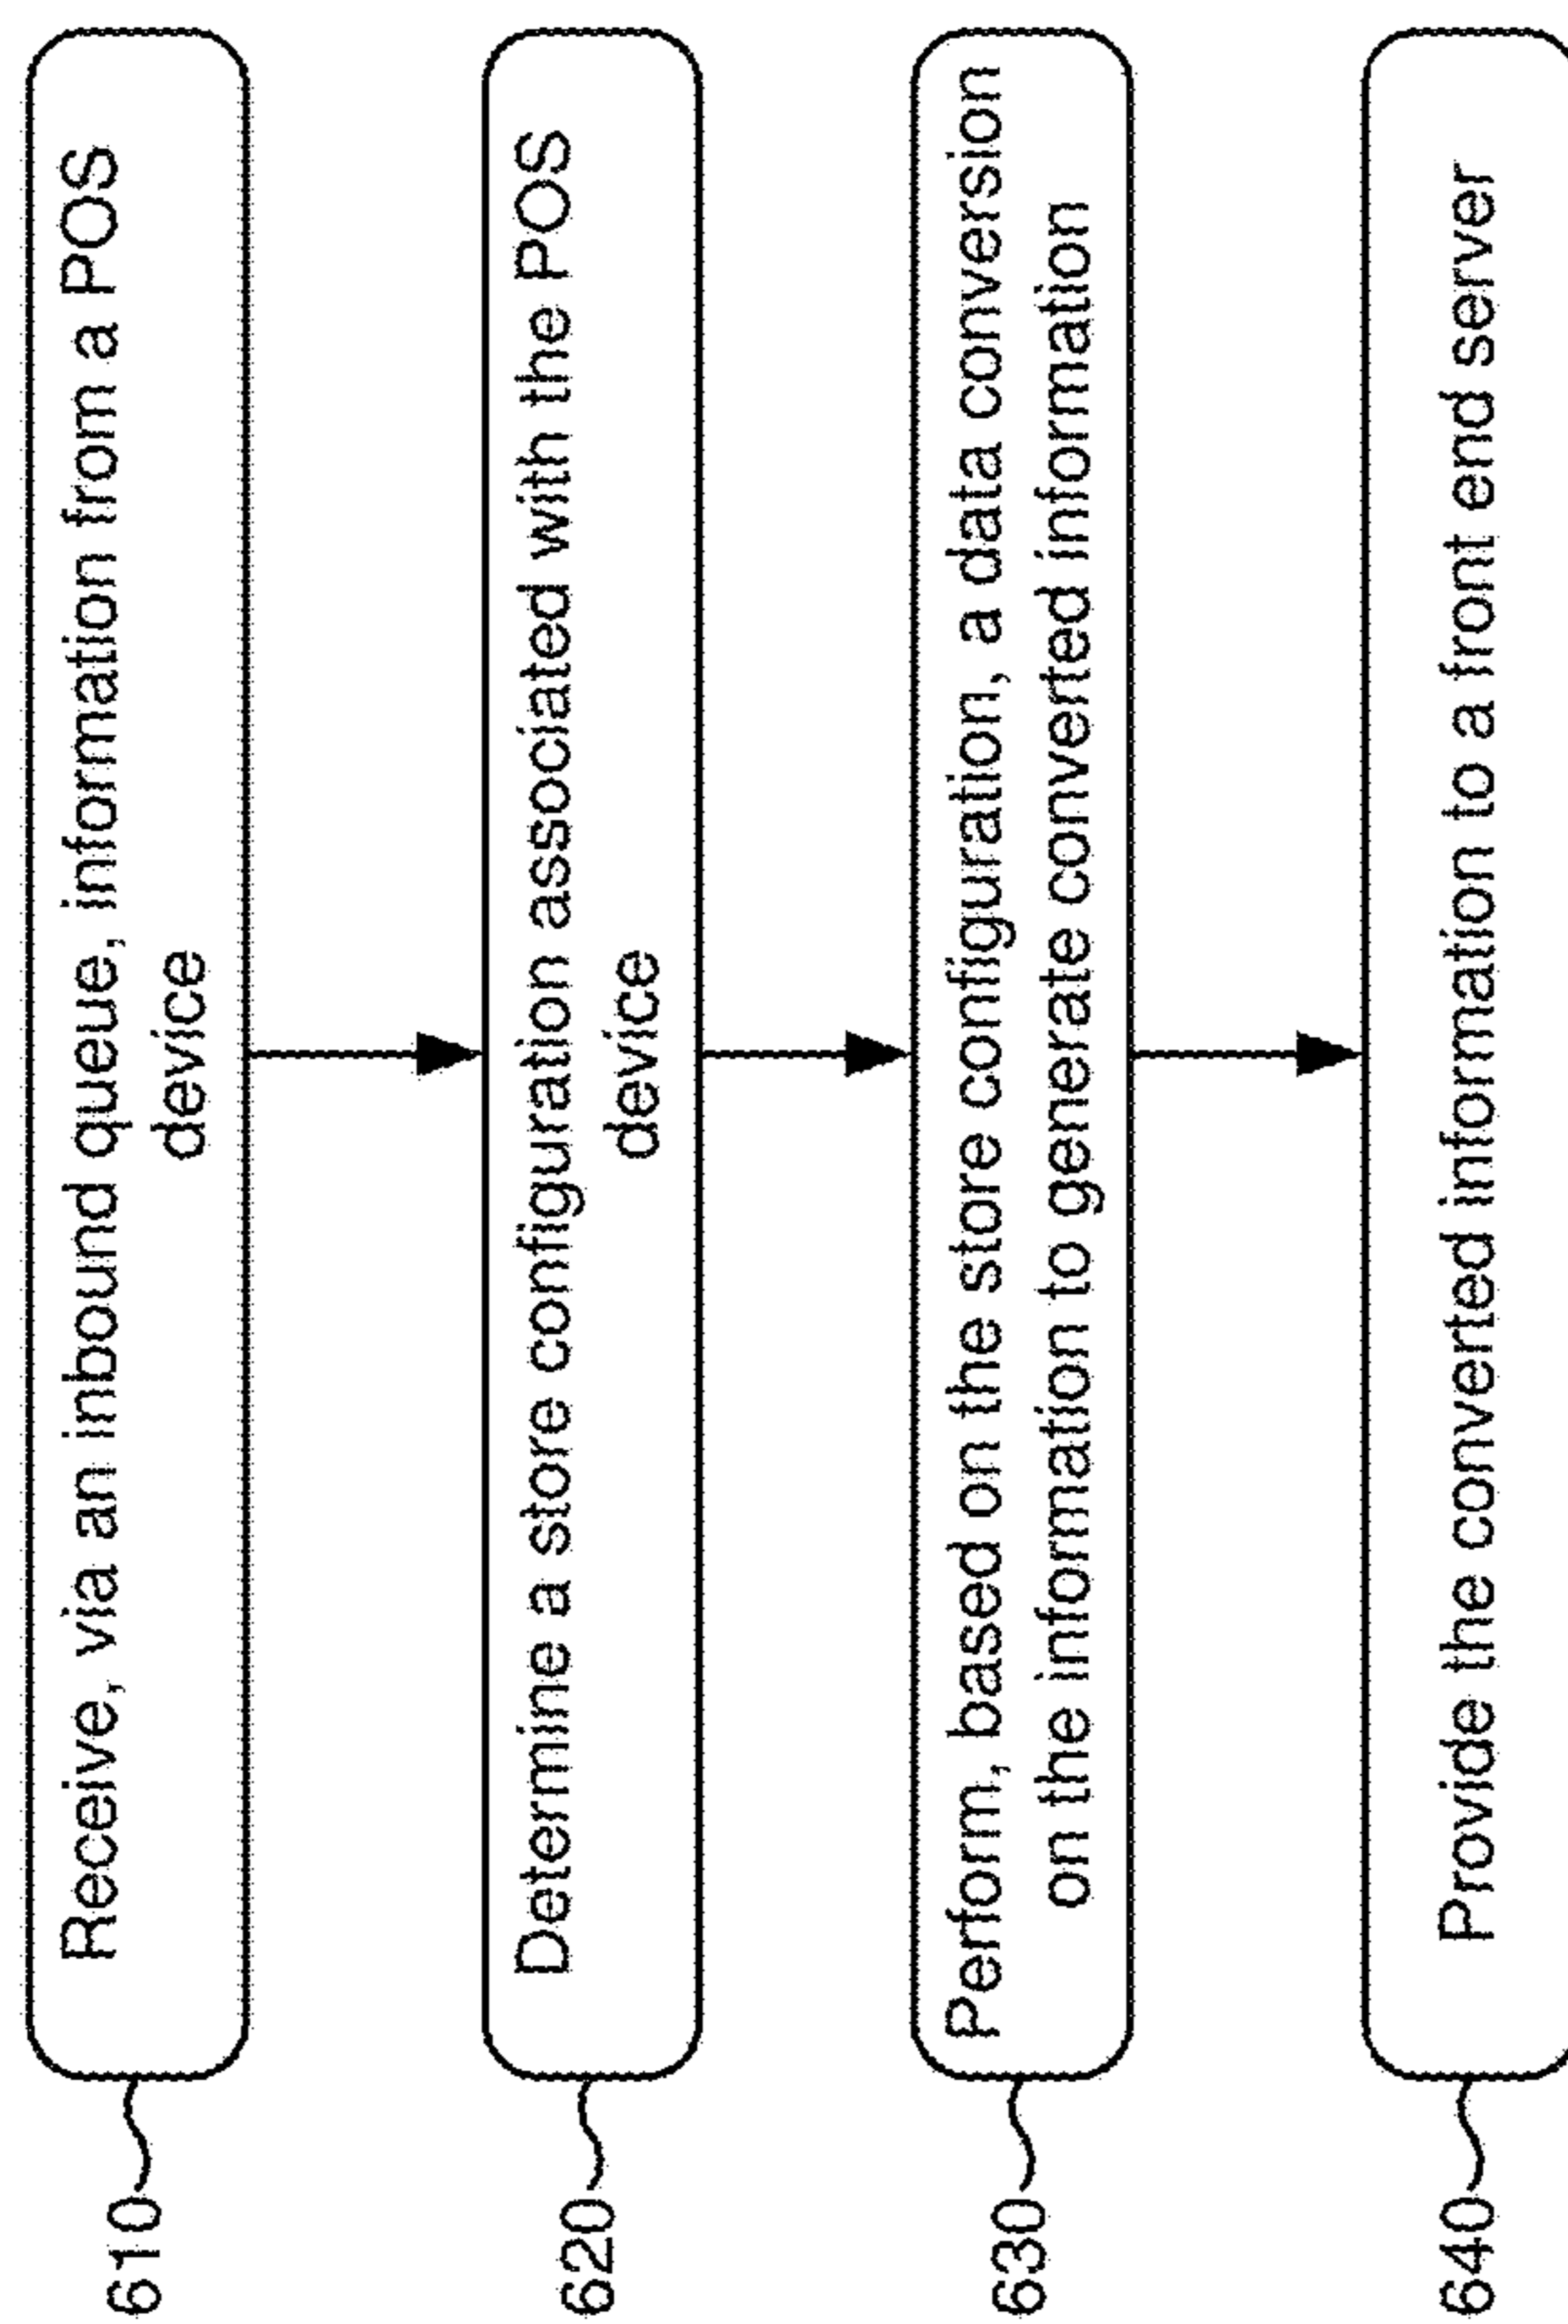 610
Receive, via an inbound queue, information from a POS
device
620
Determine a store configuration associated with the POS
device
630
Perform, based on the store configuration, a data conversion
on the information to generate converted information
640
Provide the converted information to a front end server